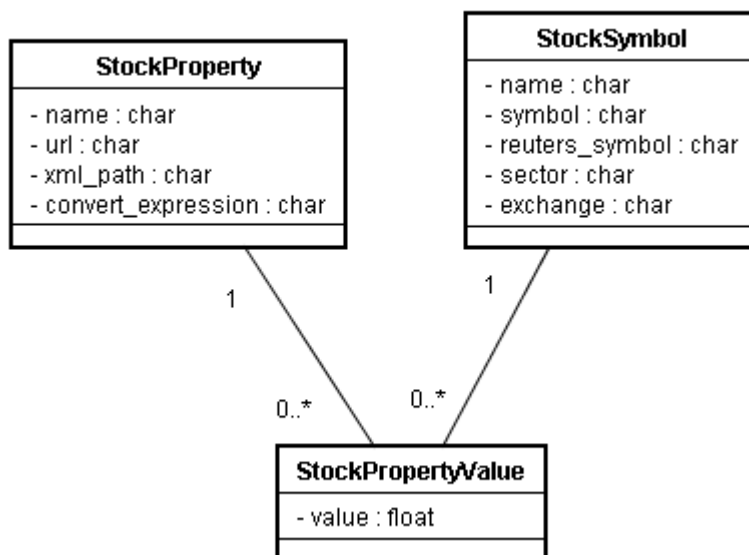 StockProperty
- name : char
- url : char
- xml_path : char
- convert_expression : char
StockSymbol
- name : char
- symbol : char
- reuters_symbol : char
- sector : char
- exchange : char
1
1
0..*
0..*
StockPropertyValue
- value : float